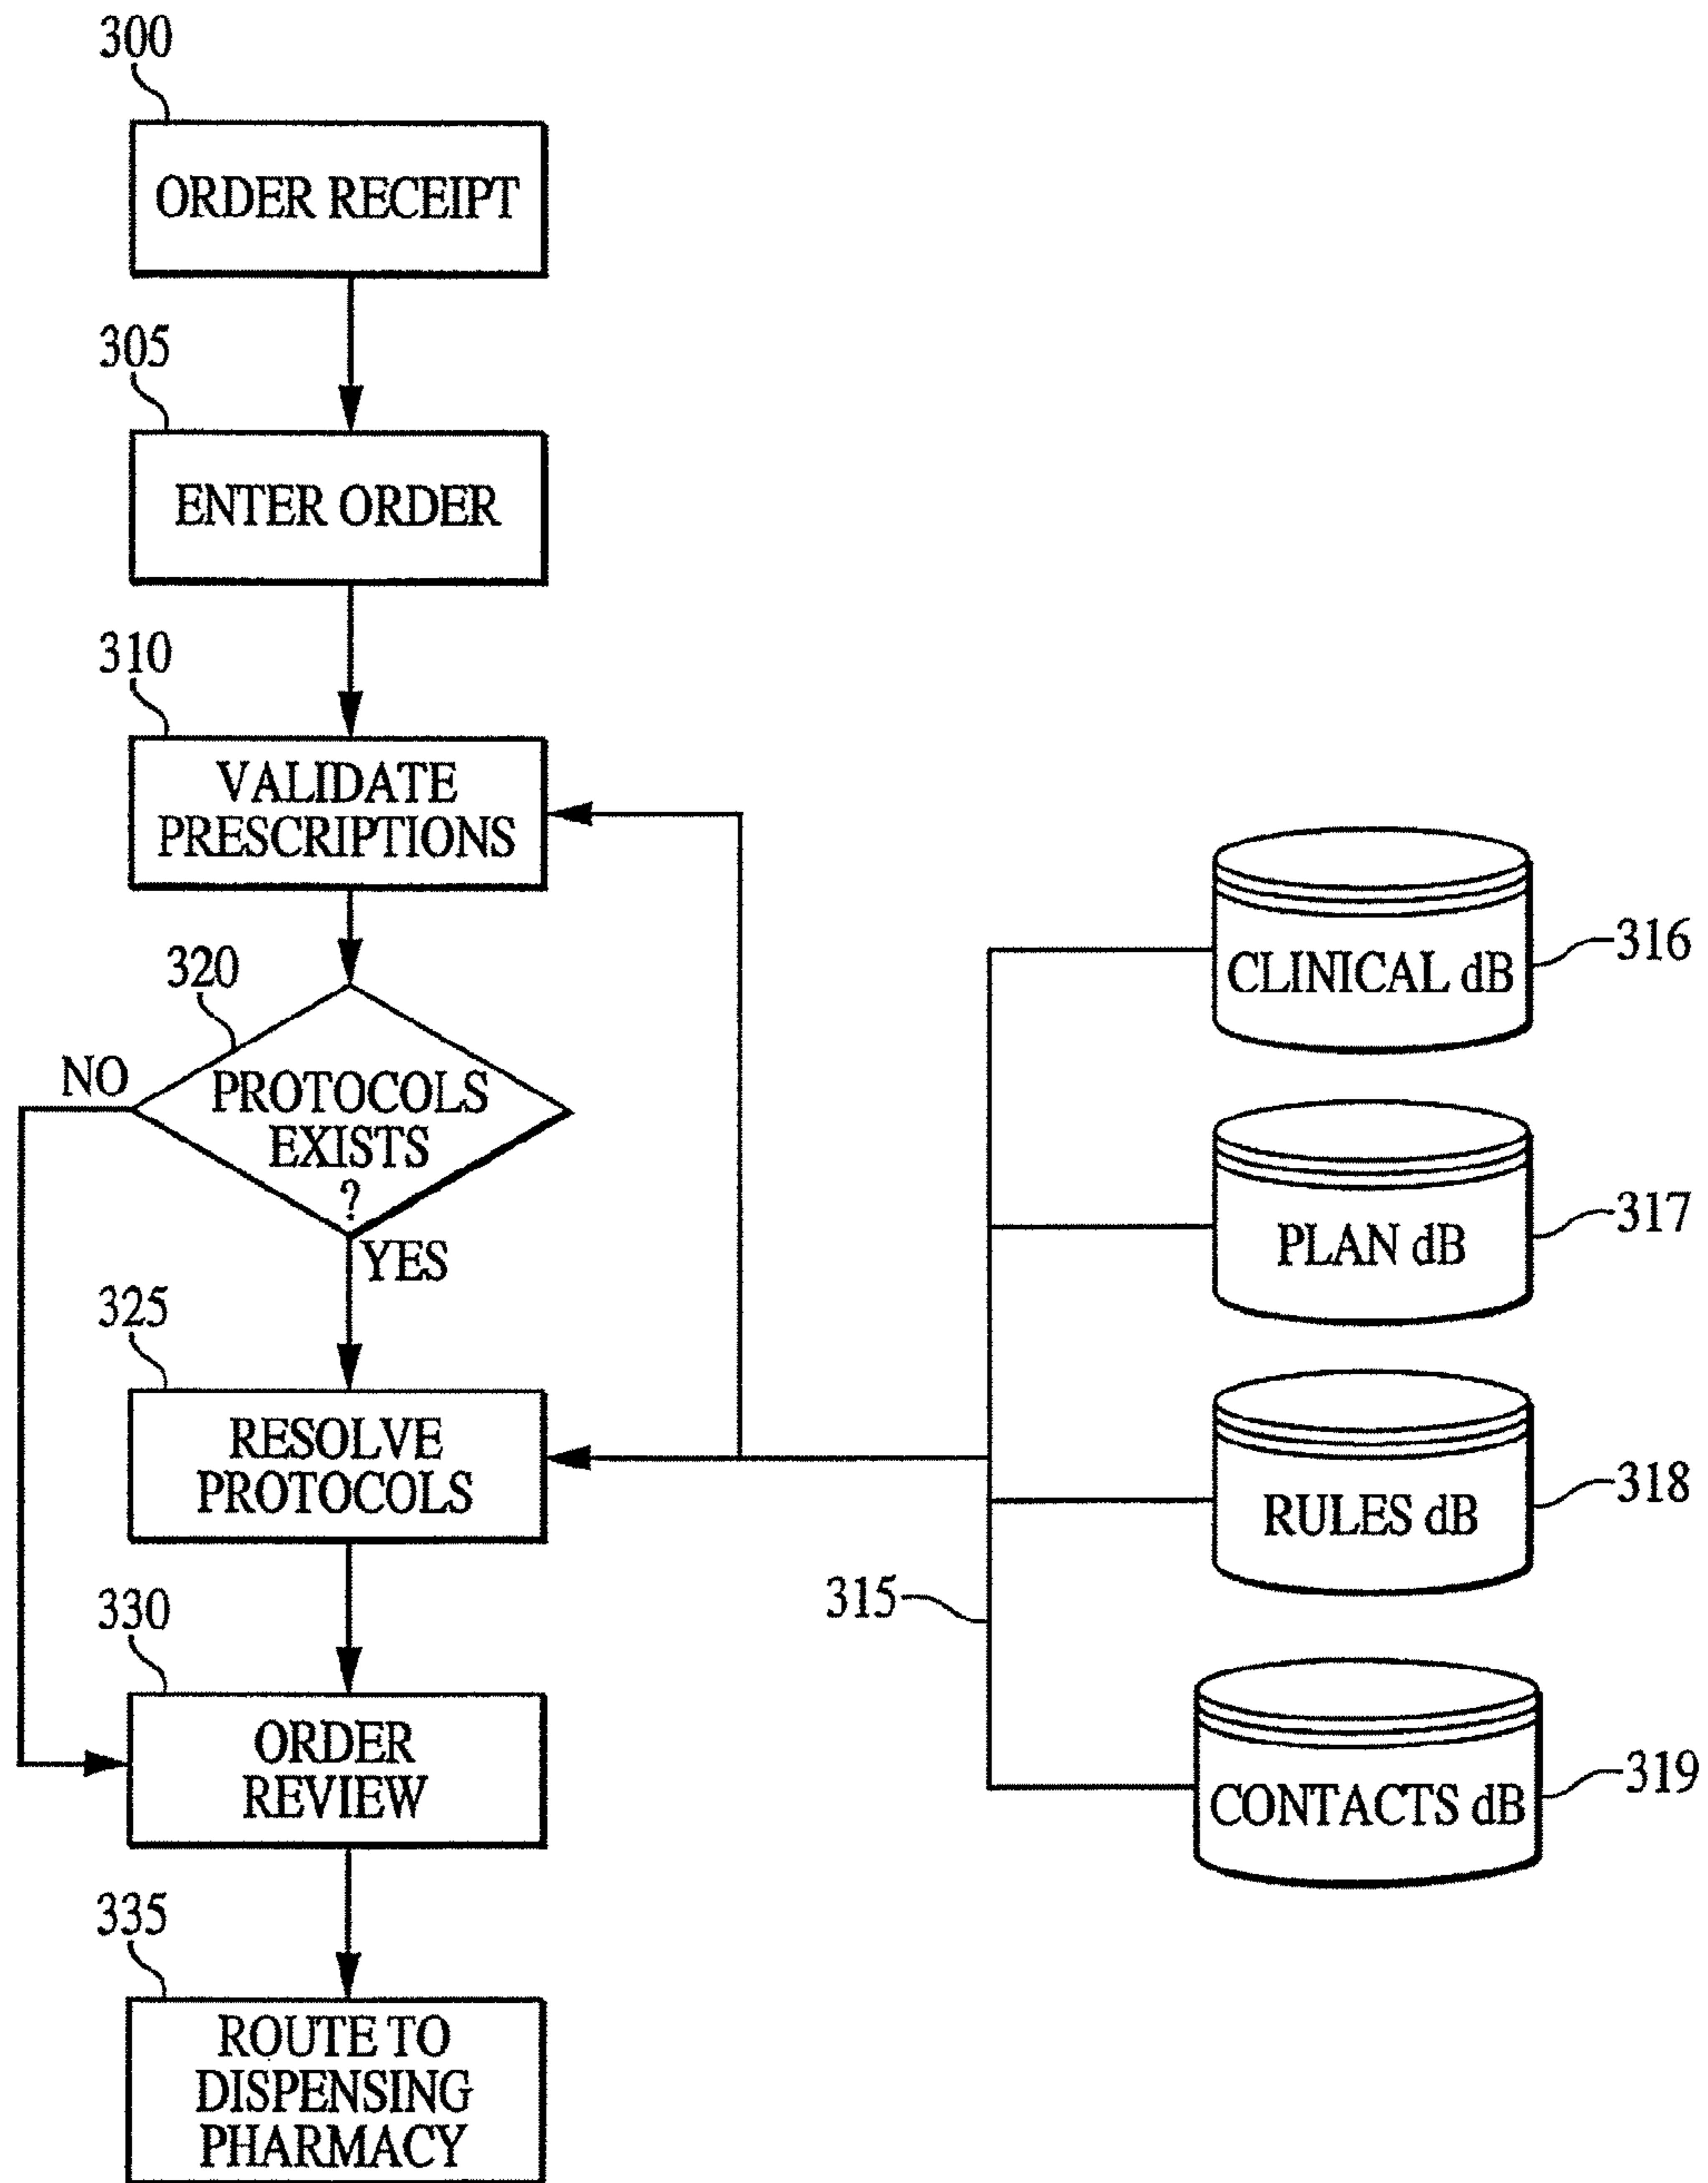 300
ORDER RECEIPT
305
ENTER ORDER
310
VALIDATE
PRESCRIPTIONS
320
NO
PROTOCOLS
EXISTS
?
YES
325
RESOLVE
PROTOCOLS
330
ORDER
REVIEW
335
ROUTE TO
DISPENSING
PHARMACY
315
CLINICAL dB
316
PLAN dB
317
RULES dB
318
CONTACTS dB
319